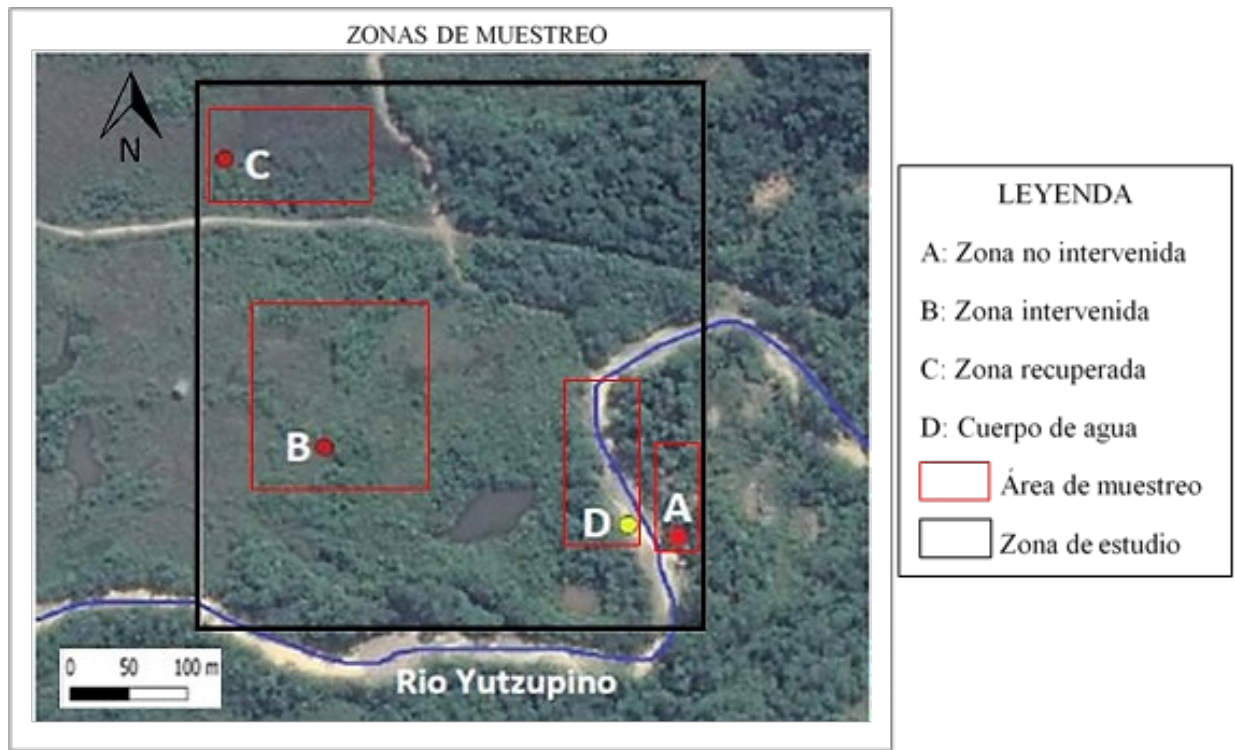 ZONAS DE MUESTREO
N
C
B
D
A
0 50 100 m
Rio Yutzupino
LEYENDA
A: Zona no intervenida
B: Zona intervenida
C: Zona recuperada
D: Cuerpo de agua
Área de muestreo
Zona de estudio